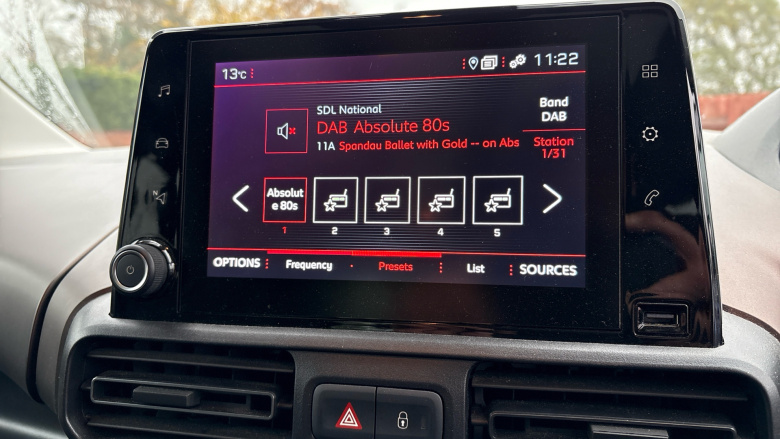 13°C
11:22
SDL National
DAB Absolute 80s
11A Spandau Ballet with Gold -- on Abs
Band
DAB
Station
1/31
Absolut
e 80s
1 2 3 4 5
OPTIONS Frequency Presets List SOURCES
N